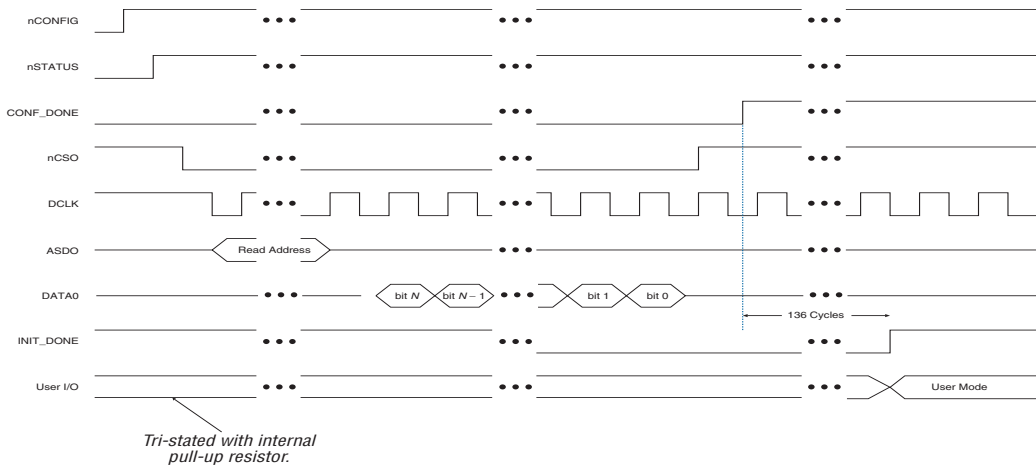 nCONFIG
nSTATUS
CONF_DONE
nCSO
DCLK
ASDO
Read Address
DATA0
bit N
bit N – 1
bit 1
bit 0
136 Cycles
INIT_DONE
User I/O
User Mode
Tri-stated with internal
pull-up resistor.